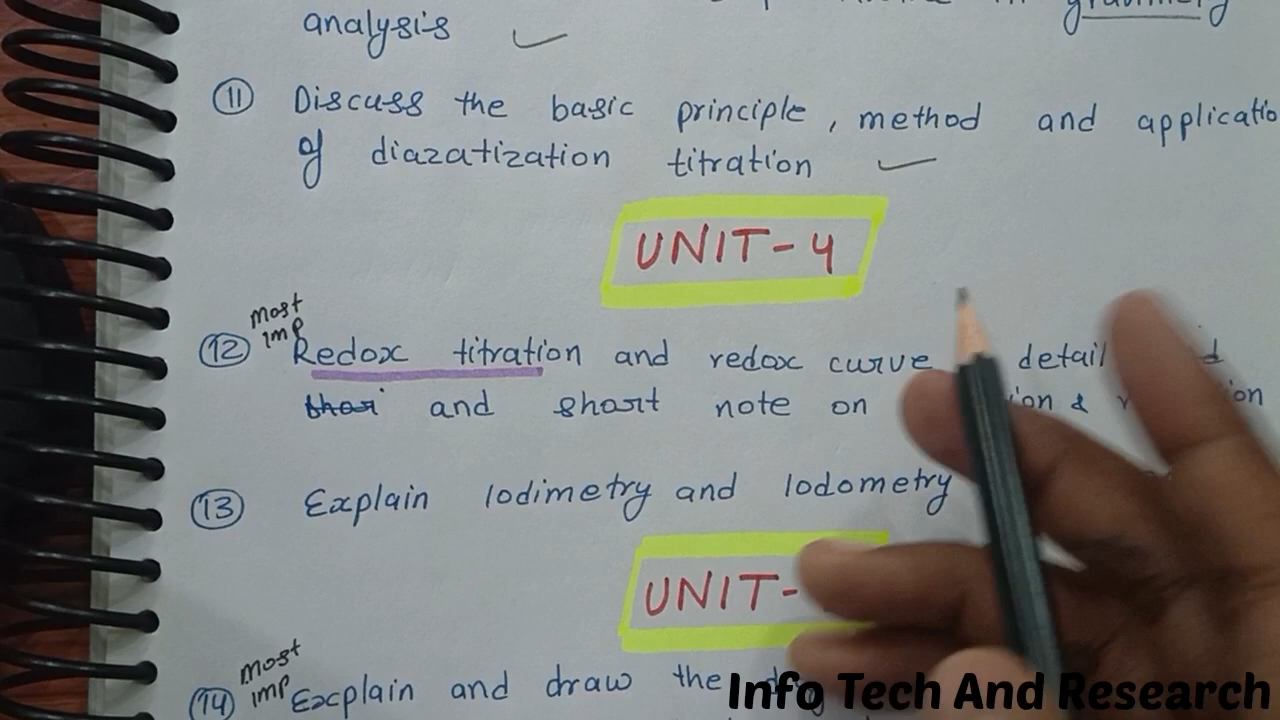 analysis
11 Discuss the basic principle, method and applicatio
of diazatization titration
UNIT-4
most
imp
12 Redox titration and redox curve detail
and short note on
13 Explain Iodimetry and Iodometry
UNIT-
most
imp
14 Explain and draw the
Info Tech And Research